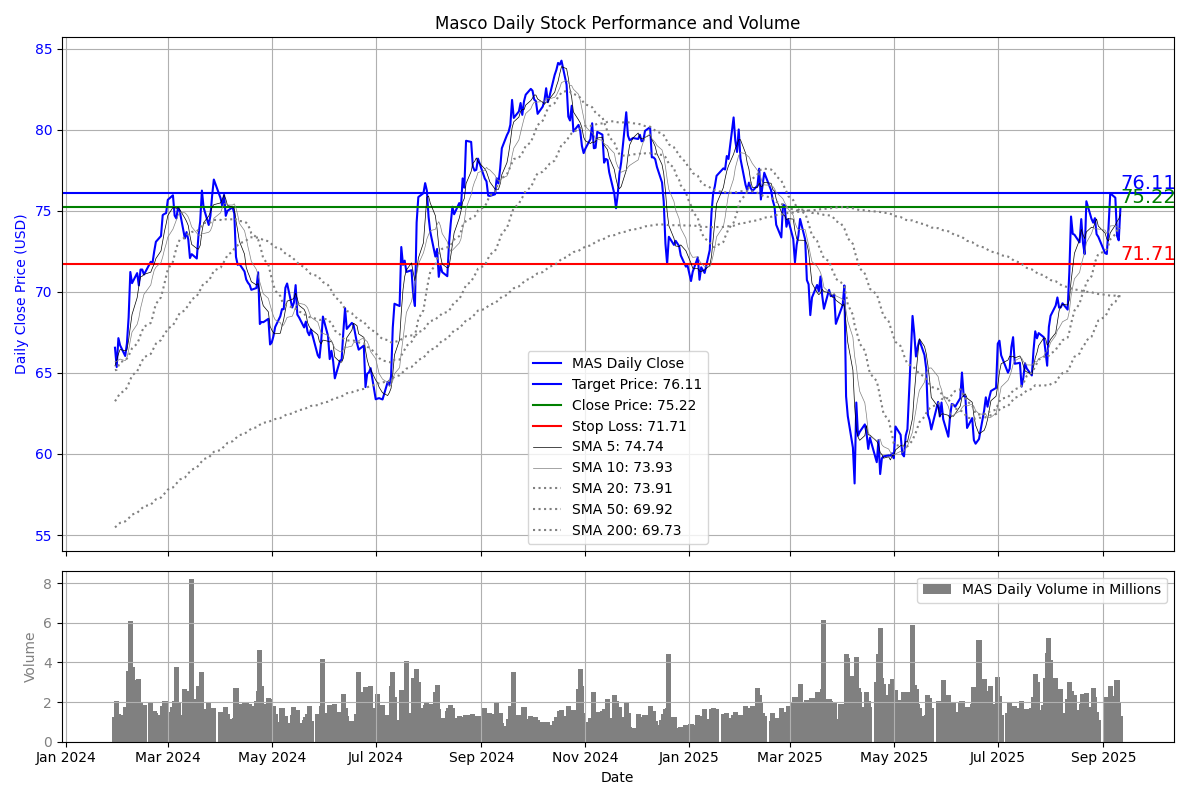 Masco Daily Stock Performance and Volume
Daily Close Price (USD)
85
80
75
70
65
60
55
76.11
75.22
71.71
MAS Daily Close
Target Price: 76.11
Close Price: 75.22
Stop Loss: 71.71
SMA 5: 74.74
SMA 10: 73.93
SMA 20: 73.91
SMA 50: 69.92
SMA 200: 69.73
Volume
8
6
4
2
0
MAS Daily Volume in Millions
Jan 2024 Mar 2024 May 2024 Jul 2024 Sep 2024 Nov 2024 Jan 2025 Mar 2025 May 2025 Jul 2025 Sep 2025
Date